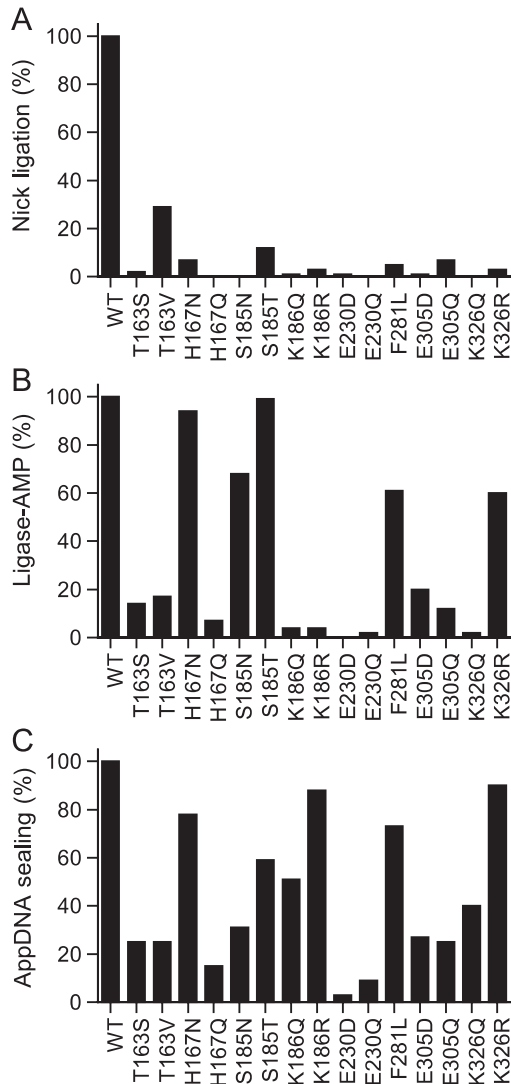 A
Nick ligation (%)
100
80
60
40
20
0
WT
T163S
T163V
H167N
H167Q
S185N
S185T
K186Q
K186R
E230D
E230Q
F281L
E305D
E305Q
K326Q
K326R
B
Ligase-AMP (%)
100
80
60
40
20
0
WT
T163S
T163V
H167N
H167Q
S185N
S185T
K186Q
K186R
E230D
E230Q
F281L
E305D
E305Q
K326Q
K326R
C
AppDNA sealing (%)
100
80
60
40
20
0
WT
T163S
T163V
H167N
H167Q
S185N
S185T
K186Q
K186R
E230D
E230Q
F281L
E305D
E305Q
K326Q
K326R